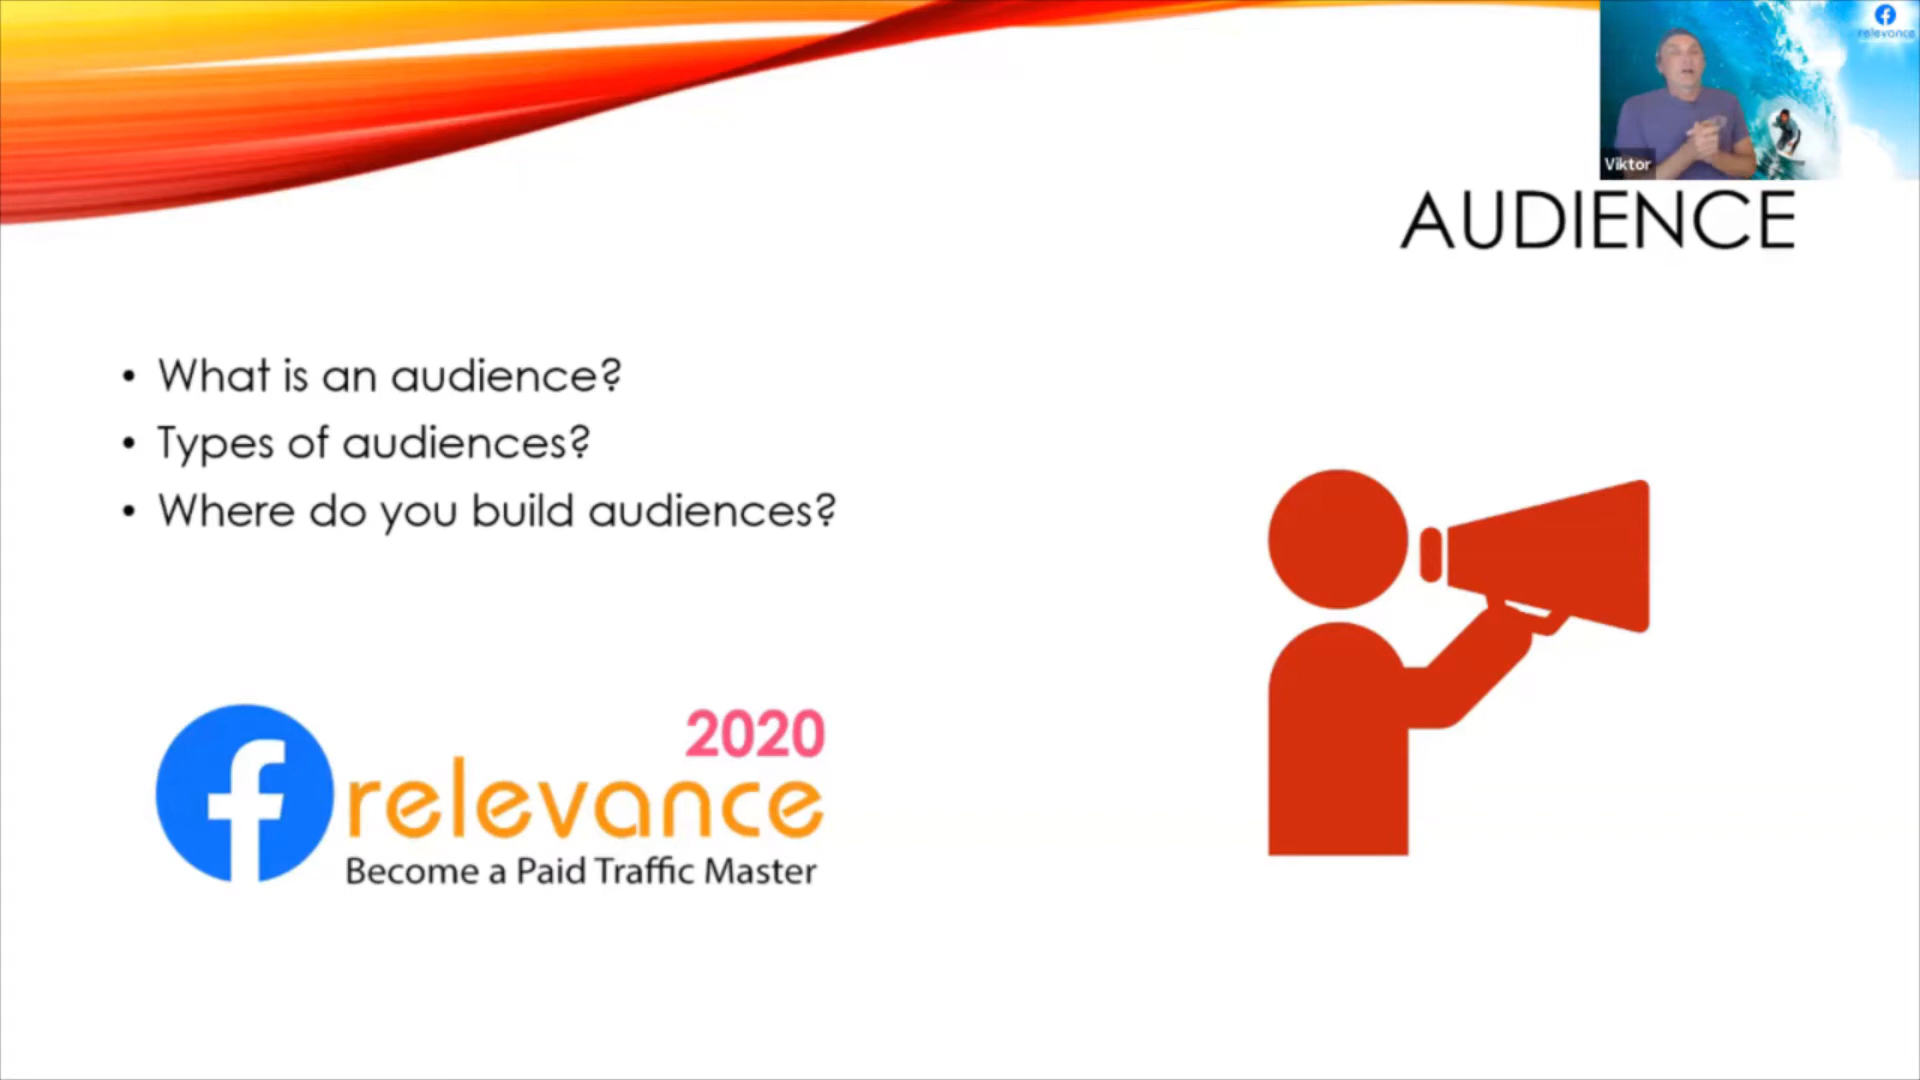 relevance
Viktor
AUDIENCE
• What is an audience?
• Types of audiences?
• Where do you build audiences?
2020
relevance
Become a Paid Traffic Master